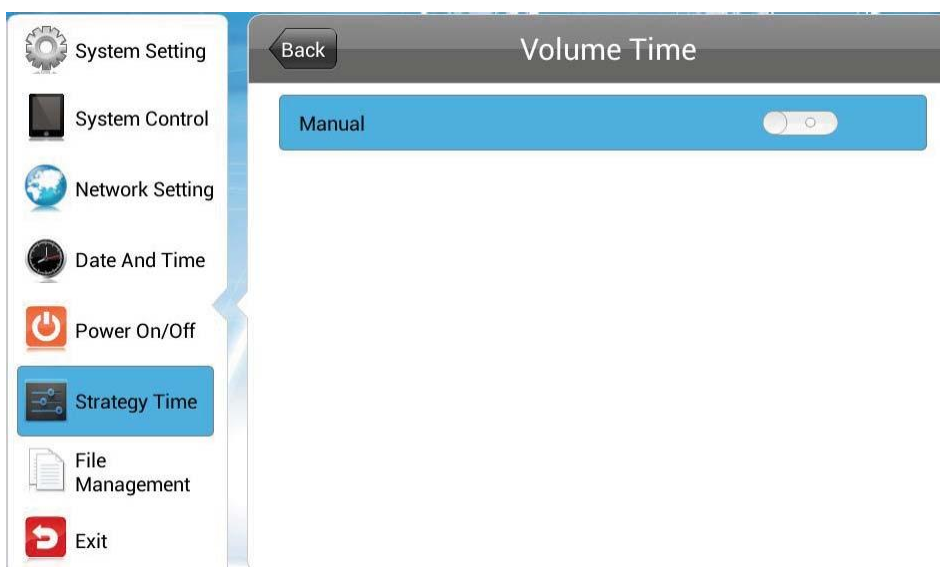 System Setting
System Control
Network Setting
Date And Time
Power On/Off
Strategy Time
File
Management
Exit
Back
Volume Time
Manual